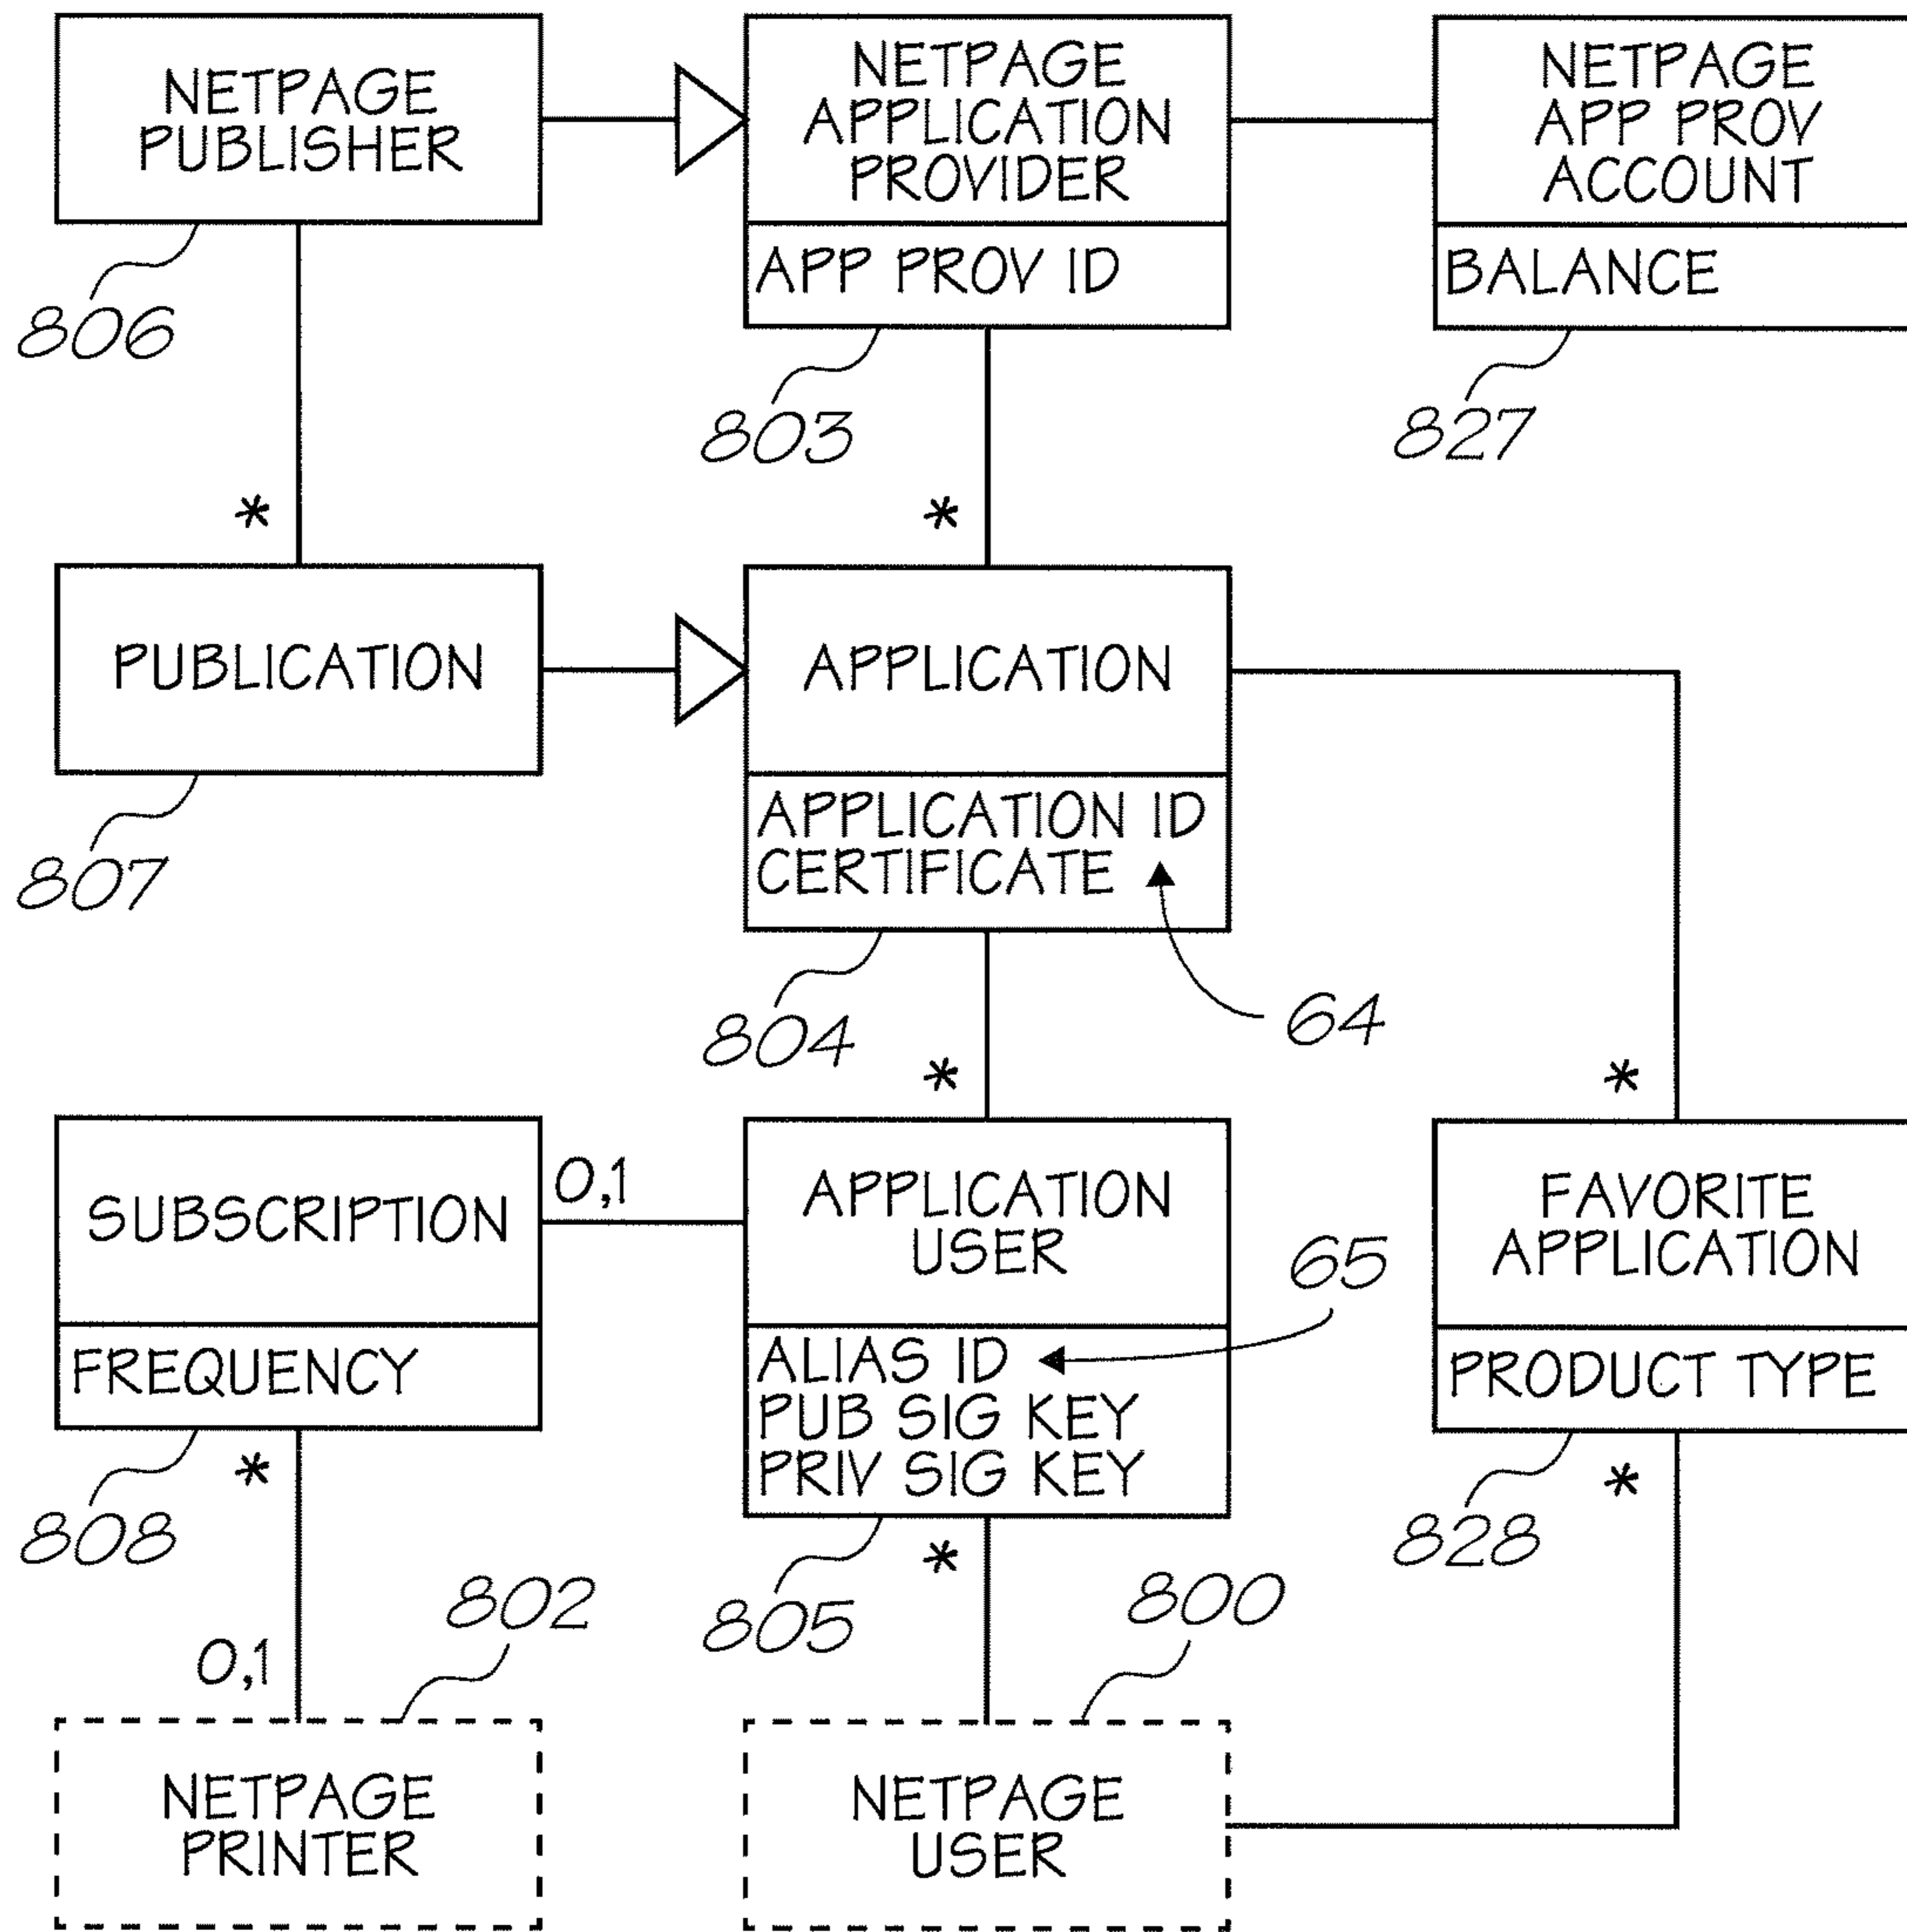 NETPAGE
PUBLISHER
NETPAGE
APPLICATION
PROVIDER
APP PROV ID
NETPAGE
APP PROV
ACCOUNT
BALANCE
806
803
827
*
*
PUBLICATION
APPLICATION
APPLICATION ID
CERTIFICATE
807
804
64
*
*
SUBSCRIPTION
FREQUENCY
0,1
APPLICATION
USER
ALIAS ID
PUB SIG KEY
PRIV SIG KEY
65
FAVORITE
APPLICATION
PRODUCT TYPE
*
*
*
808
805
828
802
800
0,1
NETPAGE
PRINTER
NETPAGE
USER